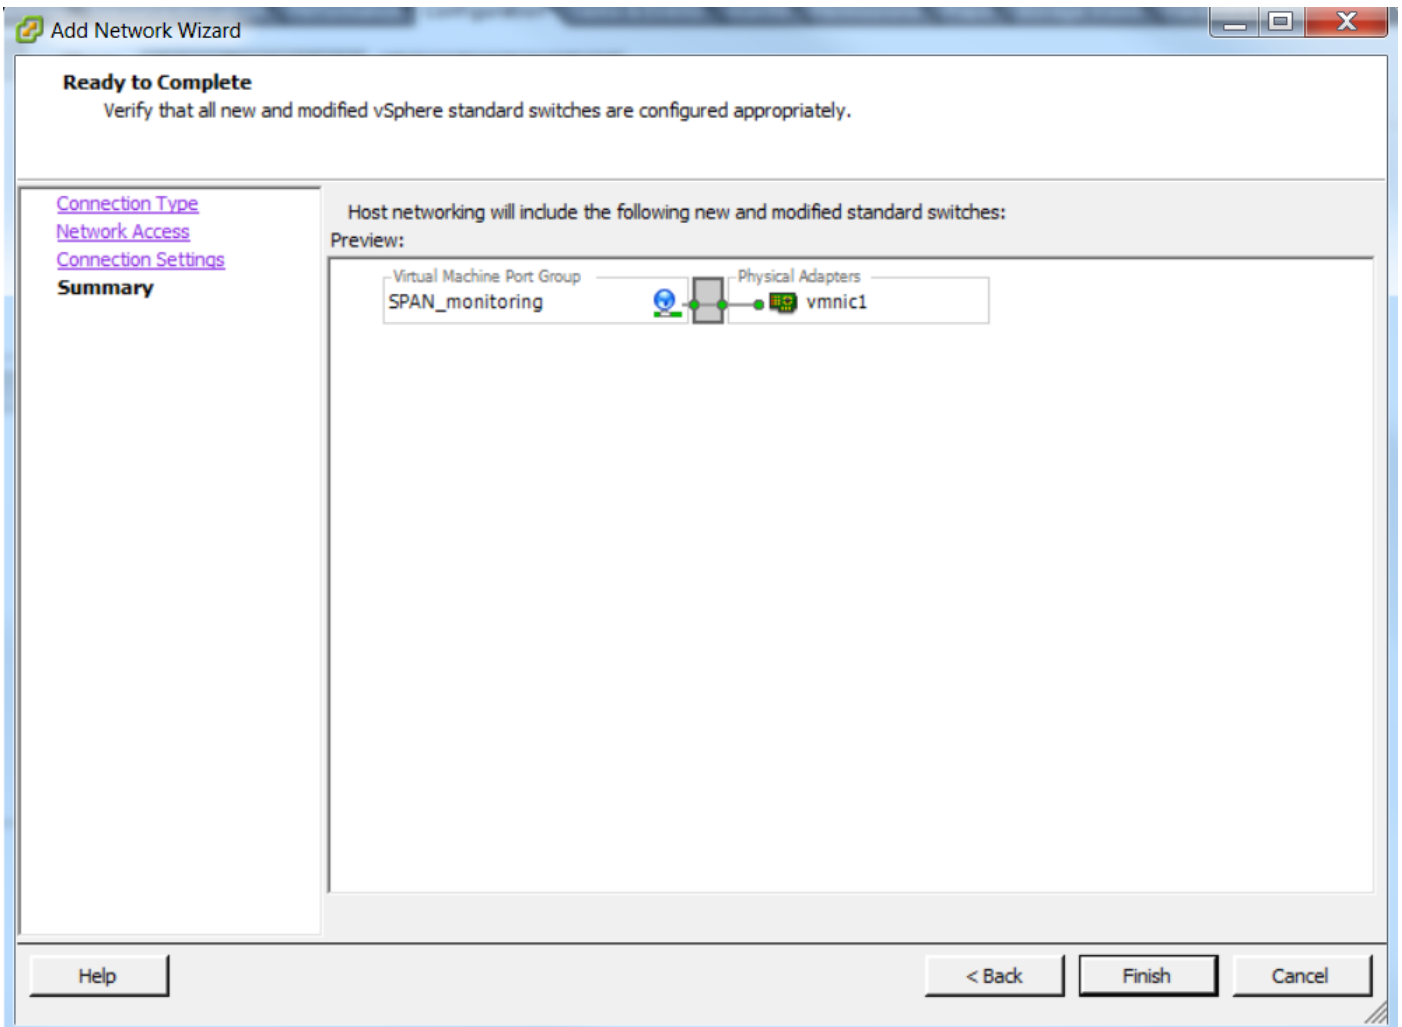 Add Network Wizard
Ready to Complete
Verify that all new and modified vSphere standard switches are configured appropriately.
Connection Type
Network Access
Connection Settings
Summary
Host networking will include the following new and modified standard switches:
Preview:
Virtual Machine Port Group
Physical Adapters
SPAN_monitoring
vmnic1
Help
< Back
Finish
Cancel